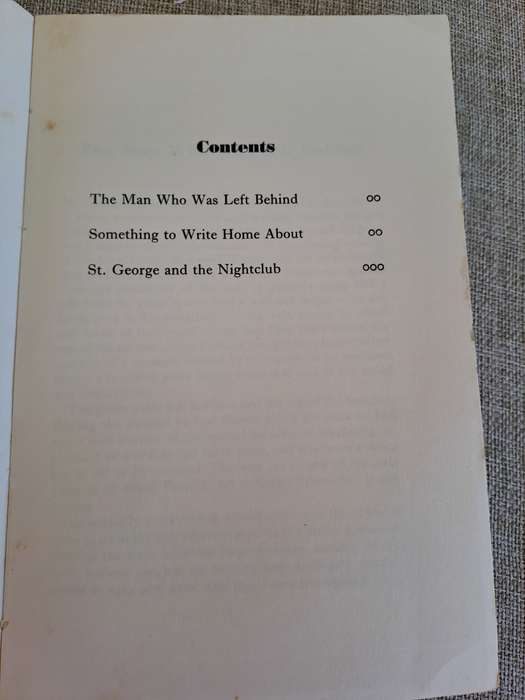 Contents
The Man Who Was Left Behind oo
Something to Write Home About oo
St. George and the Nightclub ooo